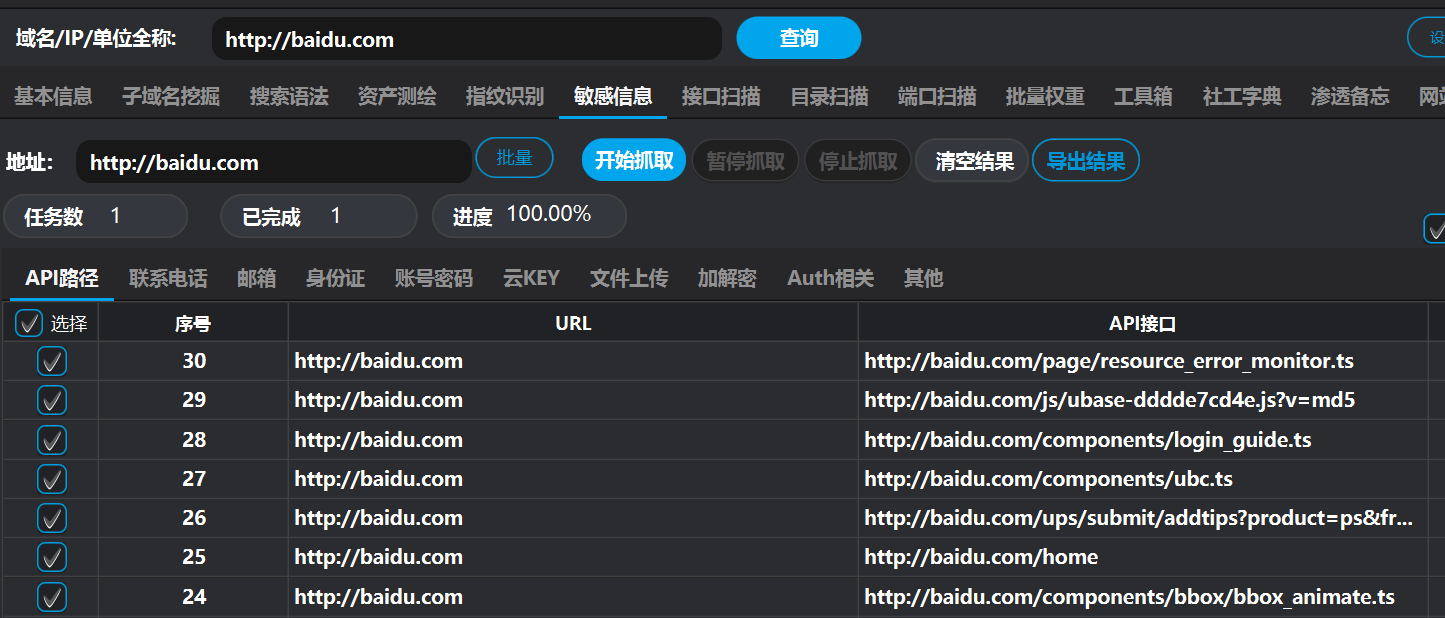 域名/IP/单位全称: http://baidu.com 查询 设
基本信息 子域名挖掘 搜索语法 资产测绘 指纹识别 敏感信息 接口扫描 目录扫描 端口扫描 批量权重 工具箱 社工字典 渗透备忘 网站
地址: http://baidu.com 批量 开始抓取 暂停抓取 停止抓取 清空结果 导出结果
任务数 1 已完成 1 进度 100.00%
API路径 联系电话 邮箱 身份证 账号密码 云KEY 文件上传 加解密 Auth相关 其他
选择 序号 URL API接口
30 http://baidu.com http://baidu.com/page/resource_error_monitor.ts
29 http://baidu.com http://baidu.com/js/ubase-dddde7cd4e.js?v=md5
28 http://baidu.com http://baidu.com/components/login_guide.ts
27 http://baidu.com http://baidu.com/components/ubc.ts
26 http://baidu.com http://baidu.com/ups/submit/addtips?product=ps&fr...
25 http://baidu.com http://baidu.com/home
24 http://baidu.com http://baidu.com/components/bbox/bbox_animate.ts